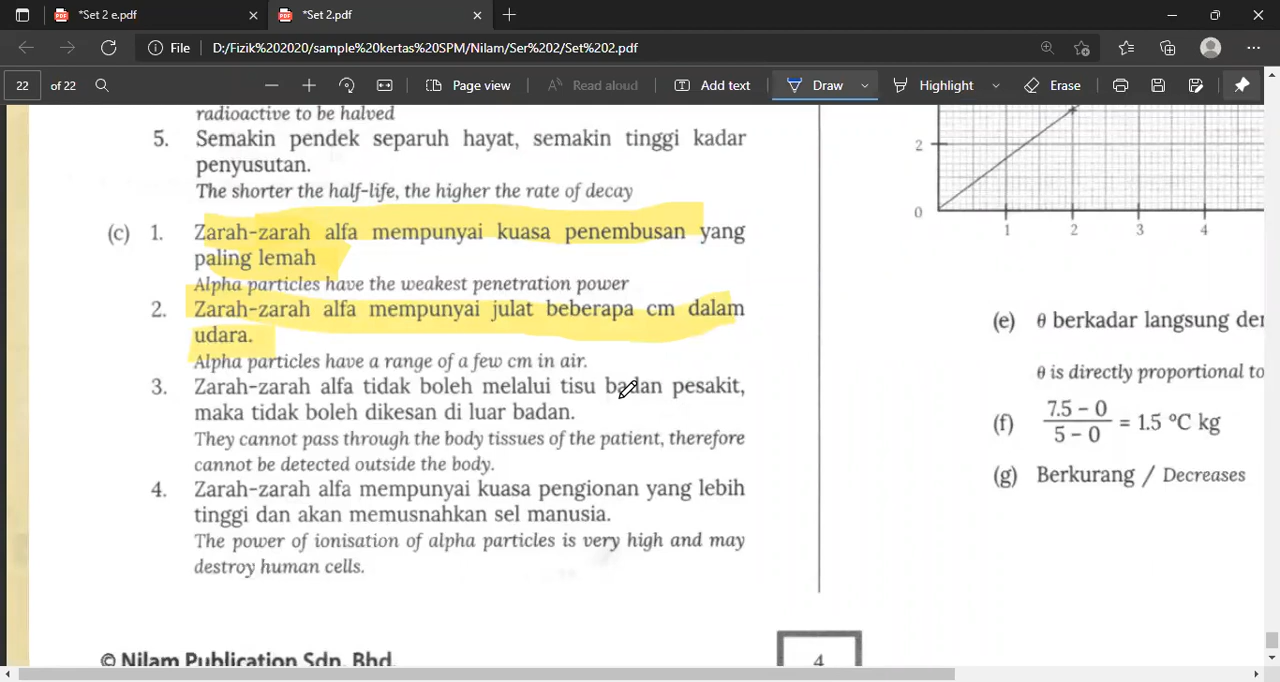 *Set 2 e.pdf
*Set 2.pdf
File
D:/Fizik%202020/sample%20kertas%20SPM/Nilam/Ser%202/Set%202.pdf
22 of 22
Page view
Read aloud
Add text
Draw
Highlight
Erase
radioactive to be halved
5. Semakin pendek separuh hayat, semakin tinggi kadar
penyusutan.
The shorter the half-life, the higher the rate of decay
(c) 1. Zarah-zarah alfa mempunyai kuasa penembusan yang
paling lemah
Alpha particles have the weakest penetration power
2. Zarah-zarah alfa mempunyai julat beberapa cm dalam
udara.
Alpha particles have a range of a few cm in air.
3. Zarah-zarah alfa tidak boleh melalui tisu badan pesakit,
maka tidak boleh dikesan di luar badan.
They cannot pass through the body tissues of the patient, therefore
cannot be detected outside the body.
4. Zarah-zarah alfa mempunyai kuasa pengionan yang lebih
tinggi dan akan memusnahkan sel manusia.
The power of ionisation of alpha particles is very high and may
destroy human cells.
© Nilam Publication Sdn. Bhd.
4
2
0
1 2 3 4
(e) θ berkadar langsung
θ is directly proportional to
(f) 7.5 – 0
5 – 0
= 1.5 °C kg
(g) Berkurang / Decreases